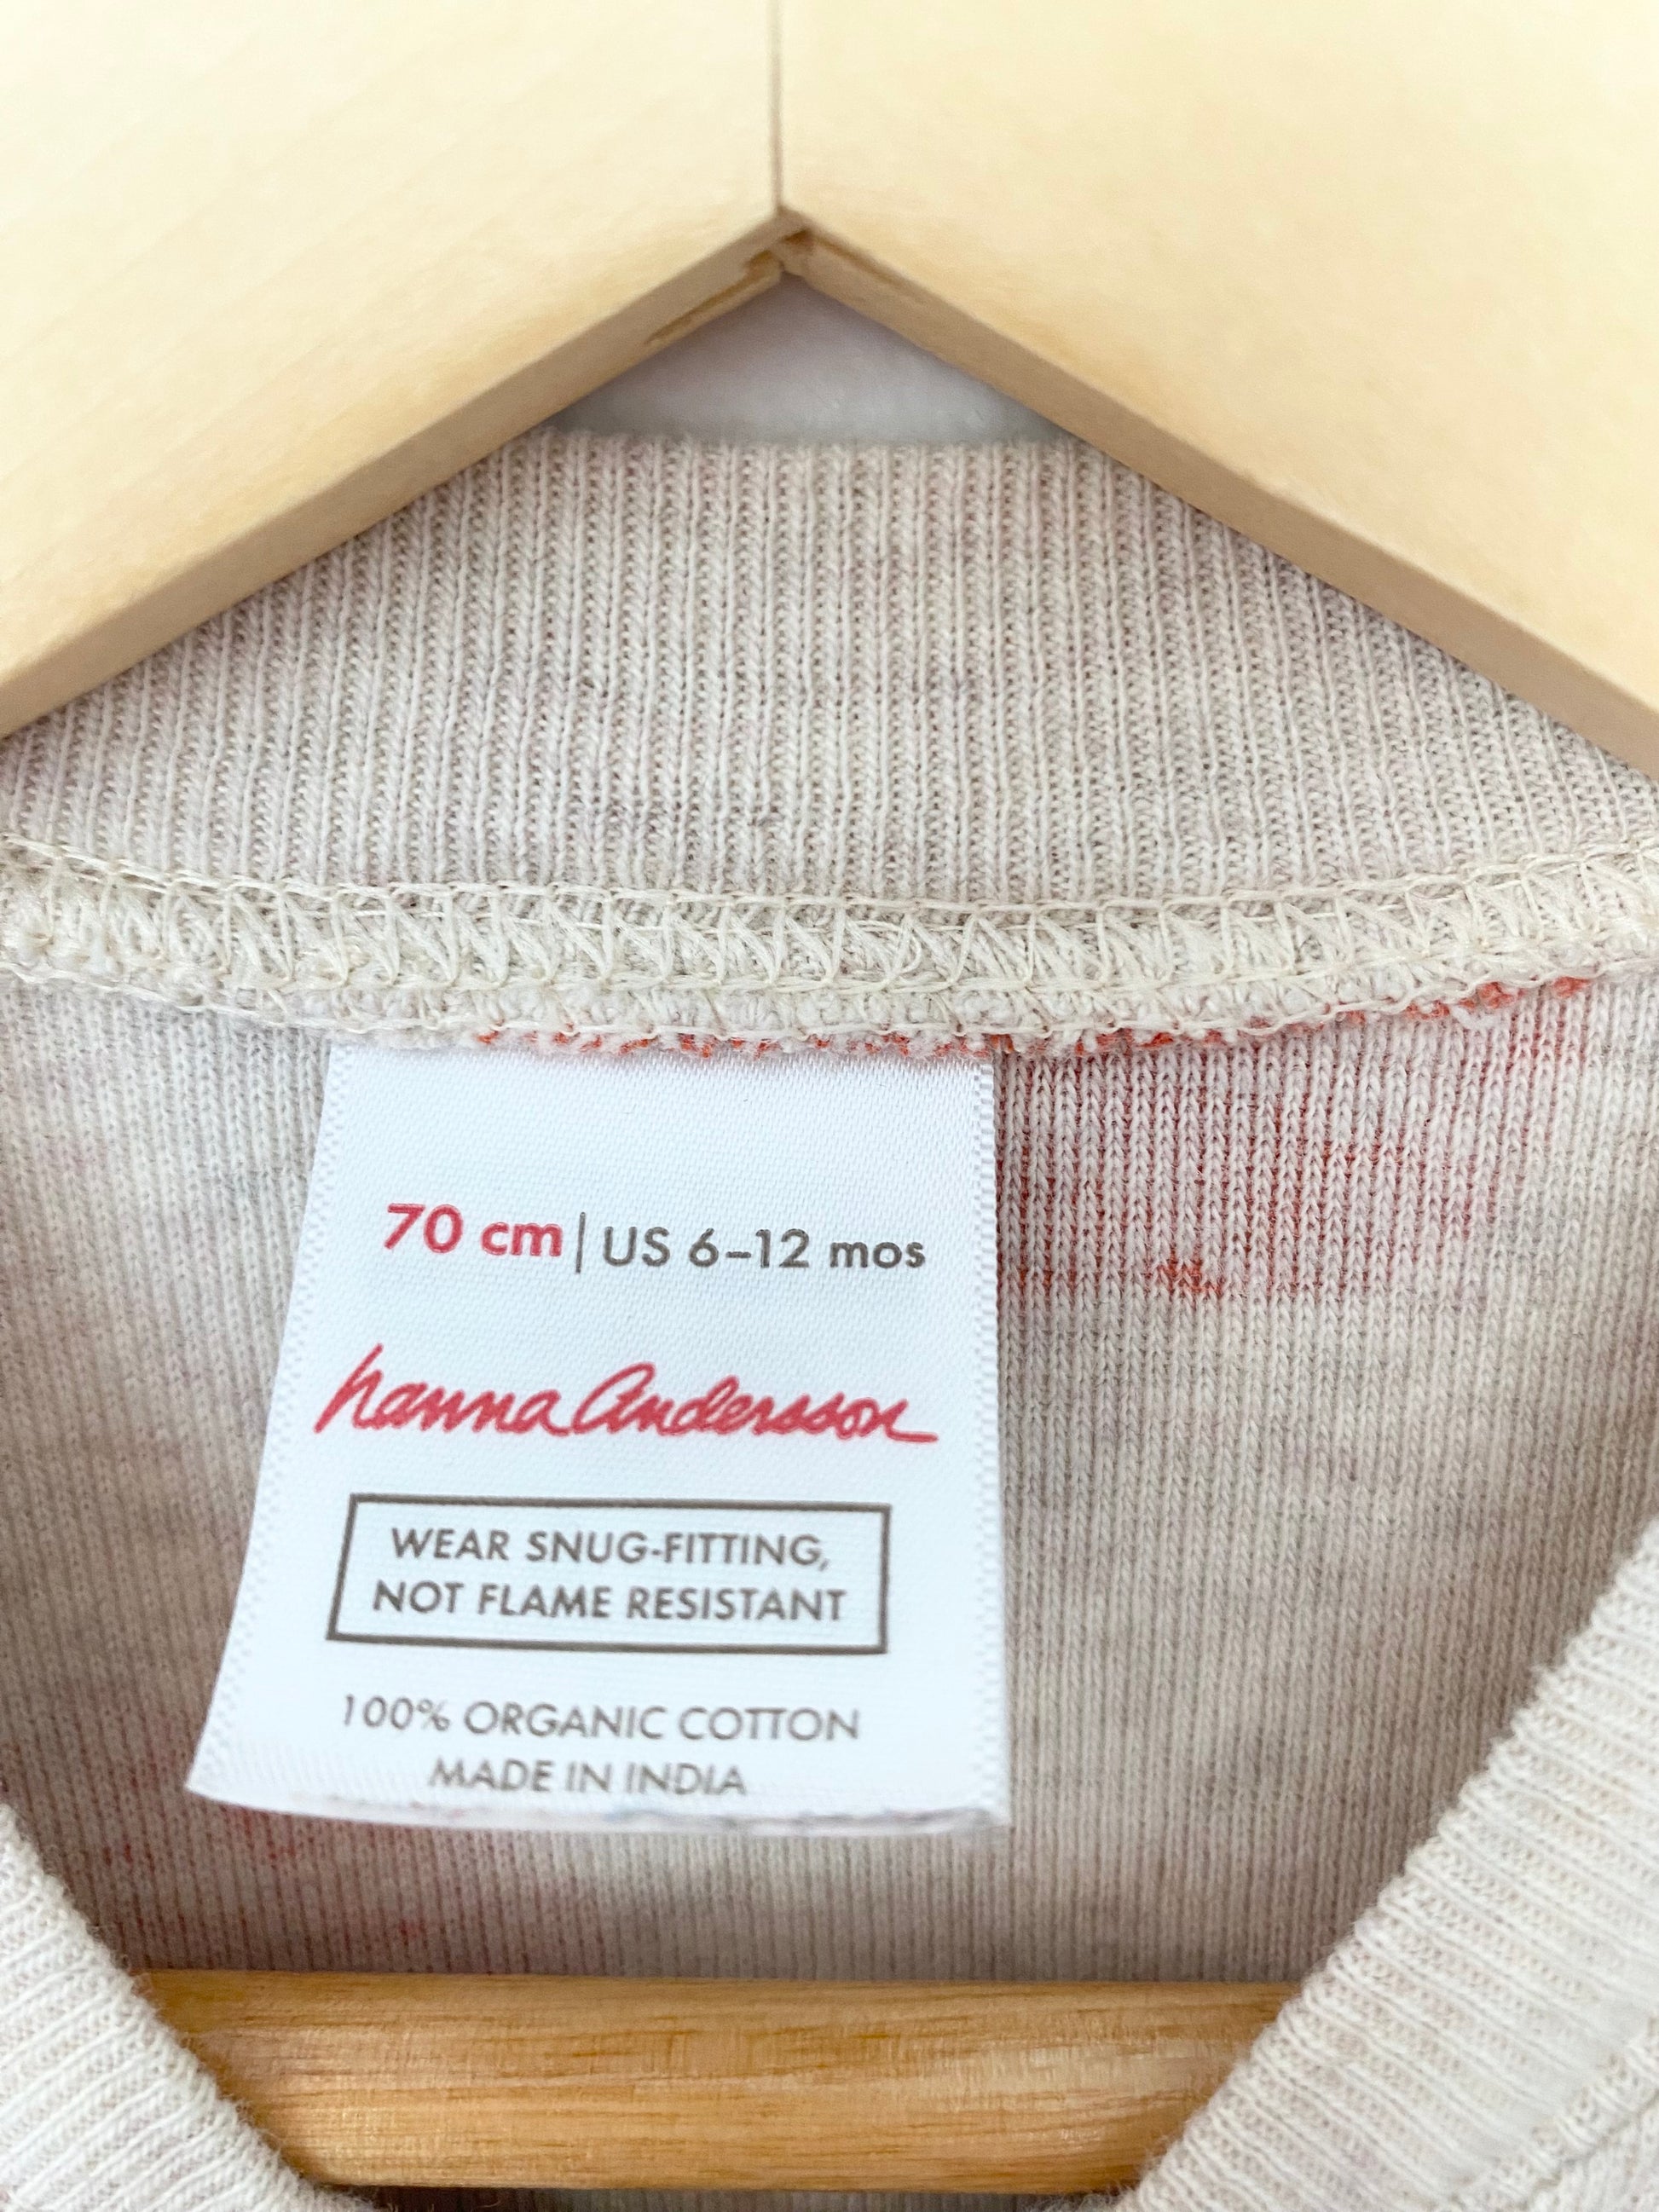 70 cm | US 6–12 mos
hanna Andersson
WEAR SNUG-FITTING,
NOT FLAME RESISTANT
100% ORGANIC COTTON
MADE IN INDIA